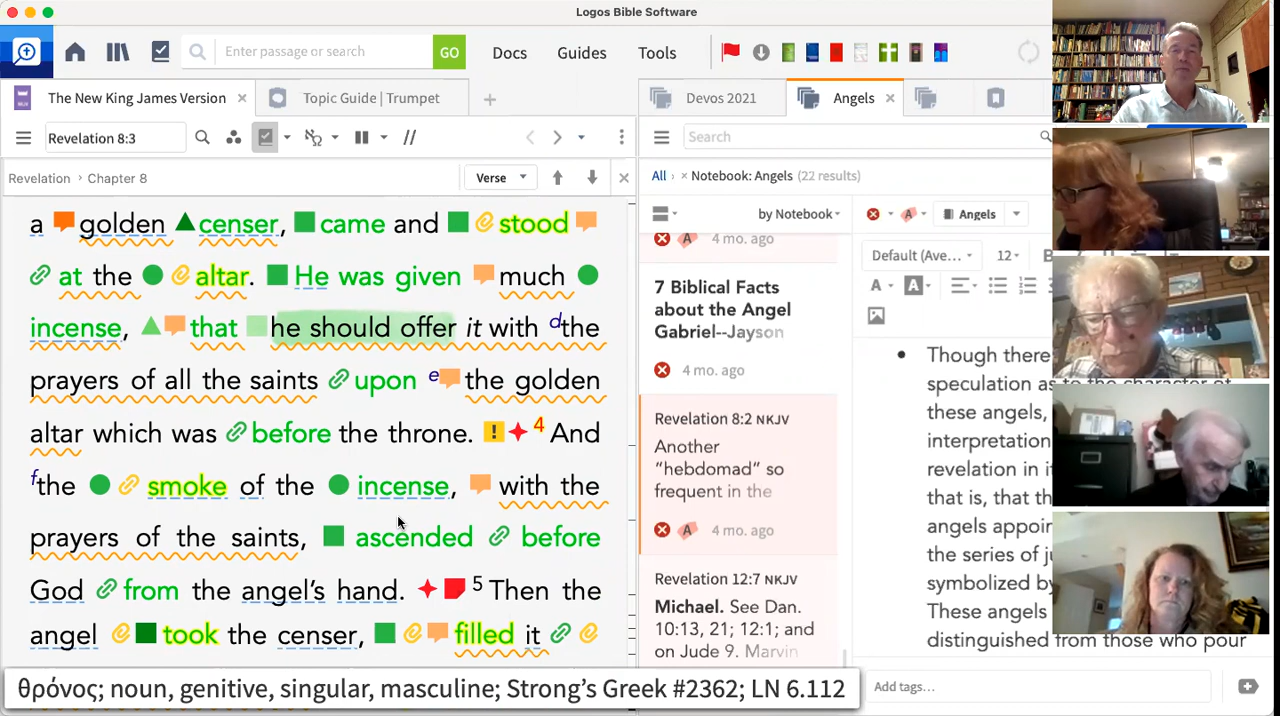 Logos Bible Software
Enter passage or search
GO
Docs
Guides
Tools
The New King James Version
Topic Guide | Trumpet
Devos 2021
Angels
Revelation 8:3
Search
Revelation › Chapter 8
Verse
All › × Notebook: Angels (22 results)
by Notebook
A
Angels
a golden censer, came and stood
at the altar. He was given much
incense, that he should offer it with d the
prayers of all the saints upon e the golden
altar which was before the throne. 4 And
f the smoke of the incense, with the
prayers of the saints, ascended before
God from the angel’s hand. 5 Then the
angel took the censer, filled it
A 4 mo. ago
7 Biblical Facts
about the Angel
Gabriel--Jayson
4 mo. ago
Revelation 8:2 NKJV
Another
“hebdomad” so
frequent in the
A 4 mo. ago
Revelation 12:7 NKJV
Michael. See Dan.
10:13, 21; 12:1; and
on Jude 9. Marvin
Default (Ave... 12 B
A A
• Though there
speculation as to the character of
these angels,
interpretation
revelation in it
that is, that th
angels appoin
the series of ju
symbolized by
These angels
distinguished from those who pour
Add tags...
θρόνος; noun, genitive, singular, masculine; Strong’s Greek #2362; LN 6.112